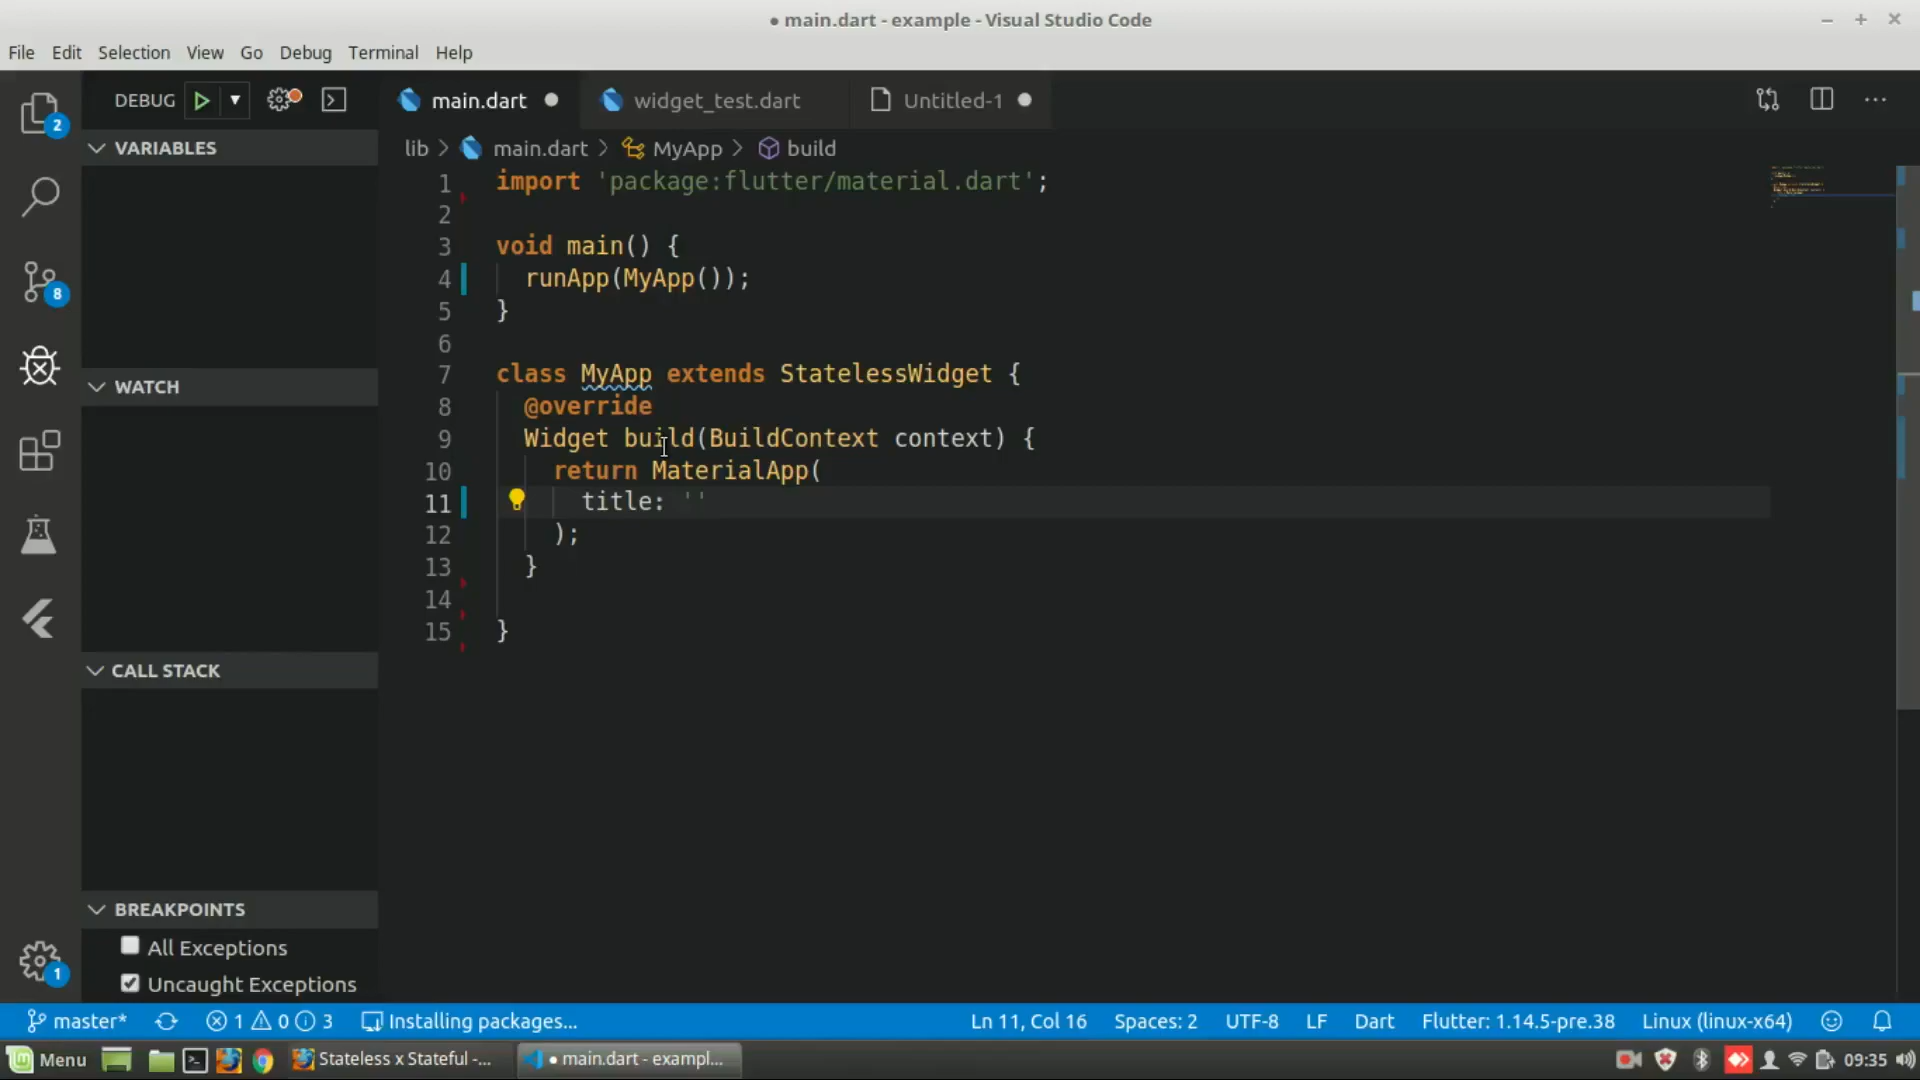 ● main.dart - example - Visual Studio Code
File Edit Selection View Go Debug Terminal Help
2
8
1
DEBUG
VARIABLES
WATCH
CALL STACK
BREAKPOINTS
All Exceptions
Uncaught Exceptions
main.dart ● widget_test.dart Untitled-1 ●
lib > main.dart > MyApp > build
1 import 'package:flutter/material.dart';
2
3 void main() {
4 runApp(MyApp());
5 }
6
7 class MyApp extends StatelessWidget {
8 @override
9 Widget build(BuildContext context) {
10 return MaterialApp(
11 title: ''
12 );
13 }
14
15 }
master* 1 0 3 Installing packages... Ln 11, Col 16 Spaces: 2 UTF-8 LF Dart Flutter: 1.14.5-pre.38 Linux (linux-x64)
Menu Stateless x Stateful -... ● main.dart - exampl... 09:35